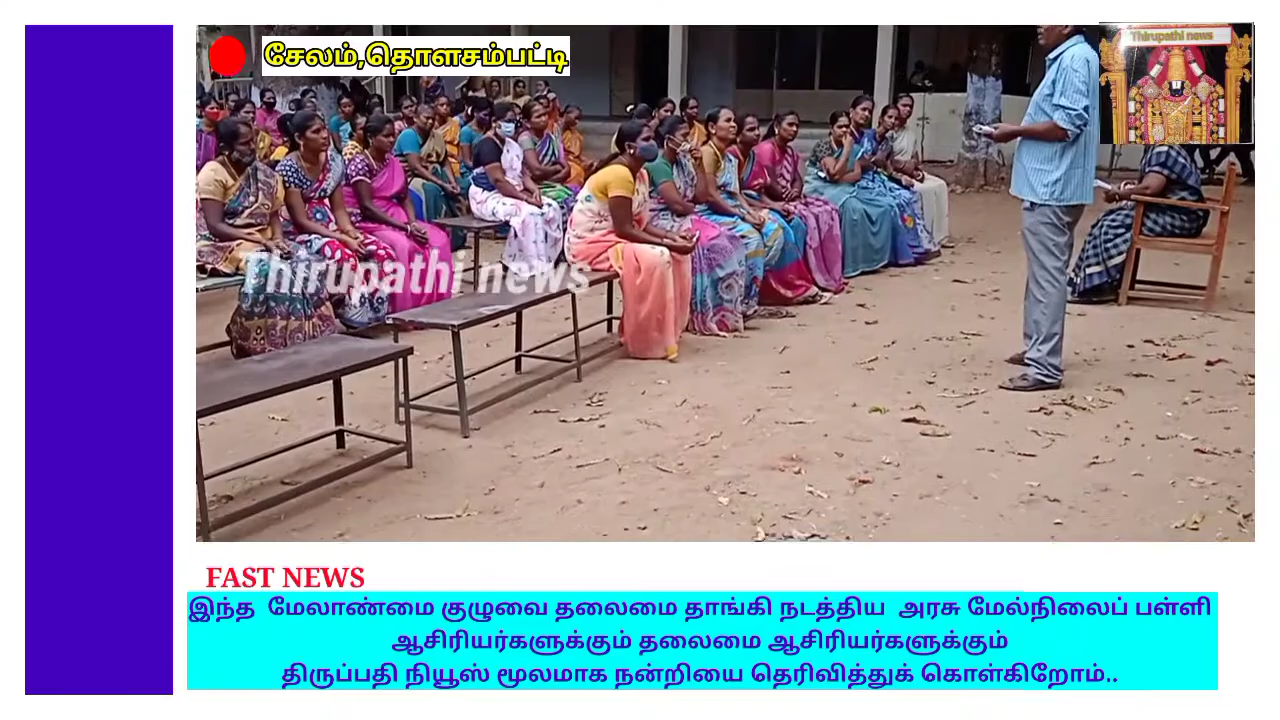 சேலம்,தொளசம்பட்டி
Thirupathi news
Thirupathi news
FAST NEWS
இந்த மேலாண்மை குழுவை தலைமை தாங்கி நடத்திய அரசு மேல்நிலைப் பள்ளி
ஆசிரியர்களுக்கும் தலைமை ஆசிரியர்களுக்கும்
திருப்பதி நியூஸ் மூலமாக நன்றியை தெரிவித்துக் கொள்கிறோம்..